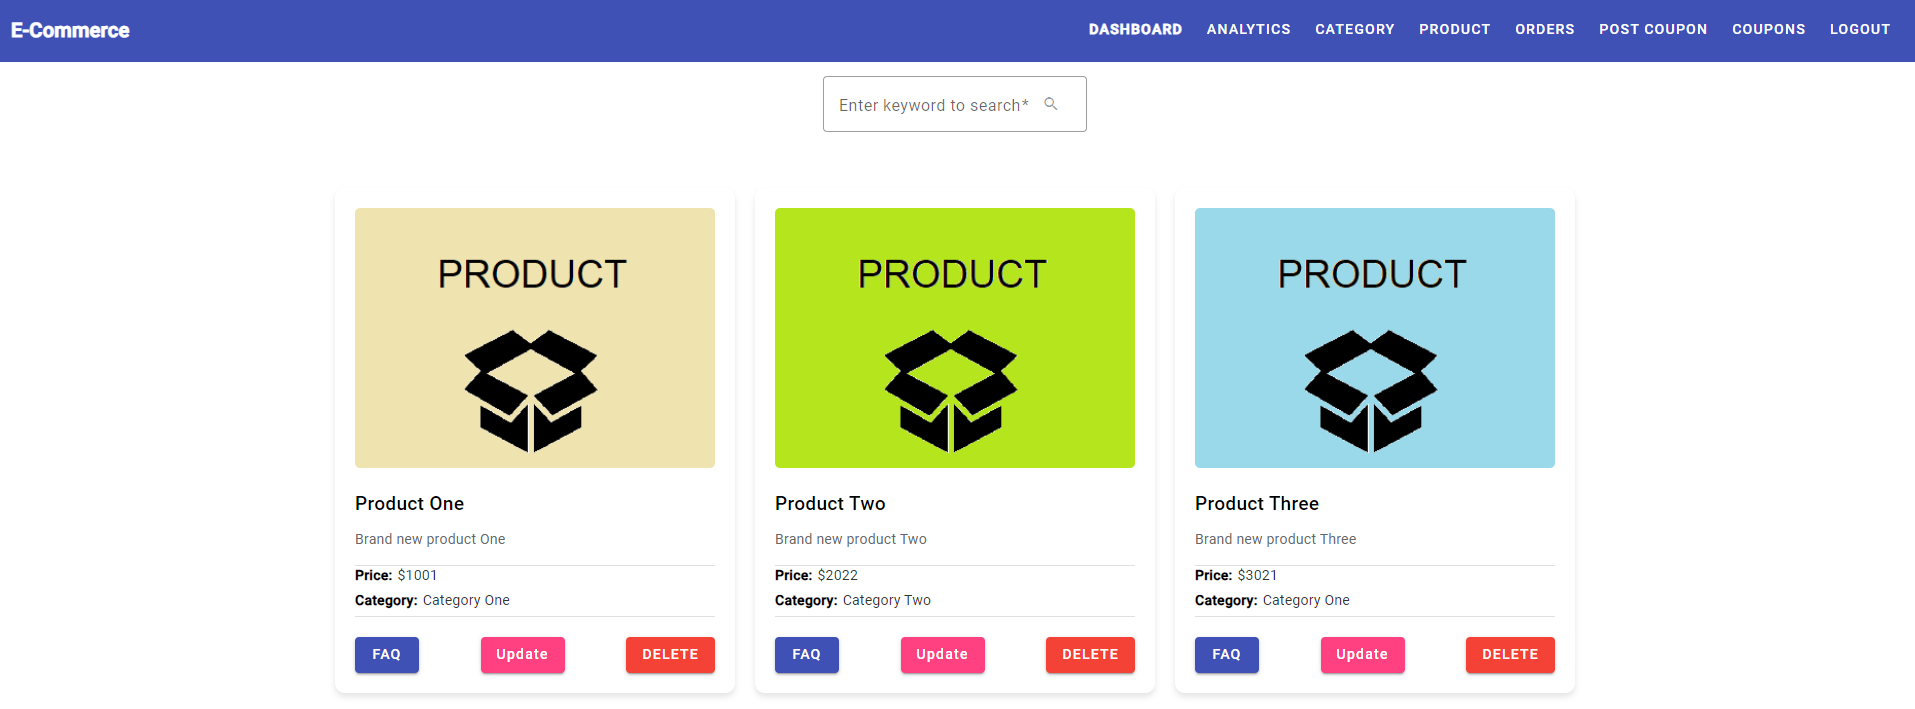 E-Commerce
DASHBOARD ANALYTICS CATEGORY PRODUCT ORDERS POST COUPON COUPONS LOGOUT
Enter keyword to search*
PRODUCT
Product One
Brand new product One
Price: $1001
Category: Category One
FAQ Update DELETE
PRODUCT
Product Two
Brand new product Two
Price: $2022
Category: Category Two
FAQ Update DELETE
PRODUCT
Product Three
Brand new product Three
Price: $3021
Category: Category One
FAQ Update DELETE